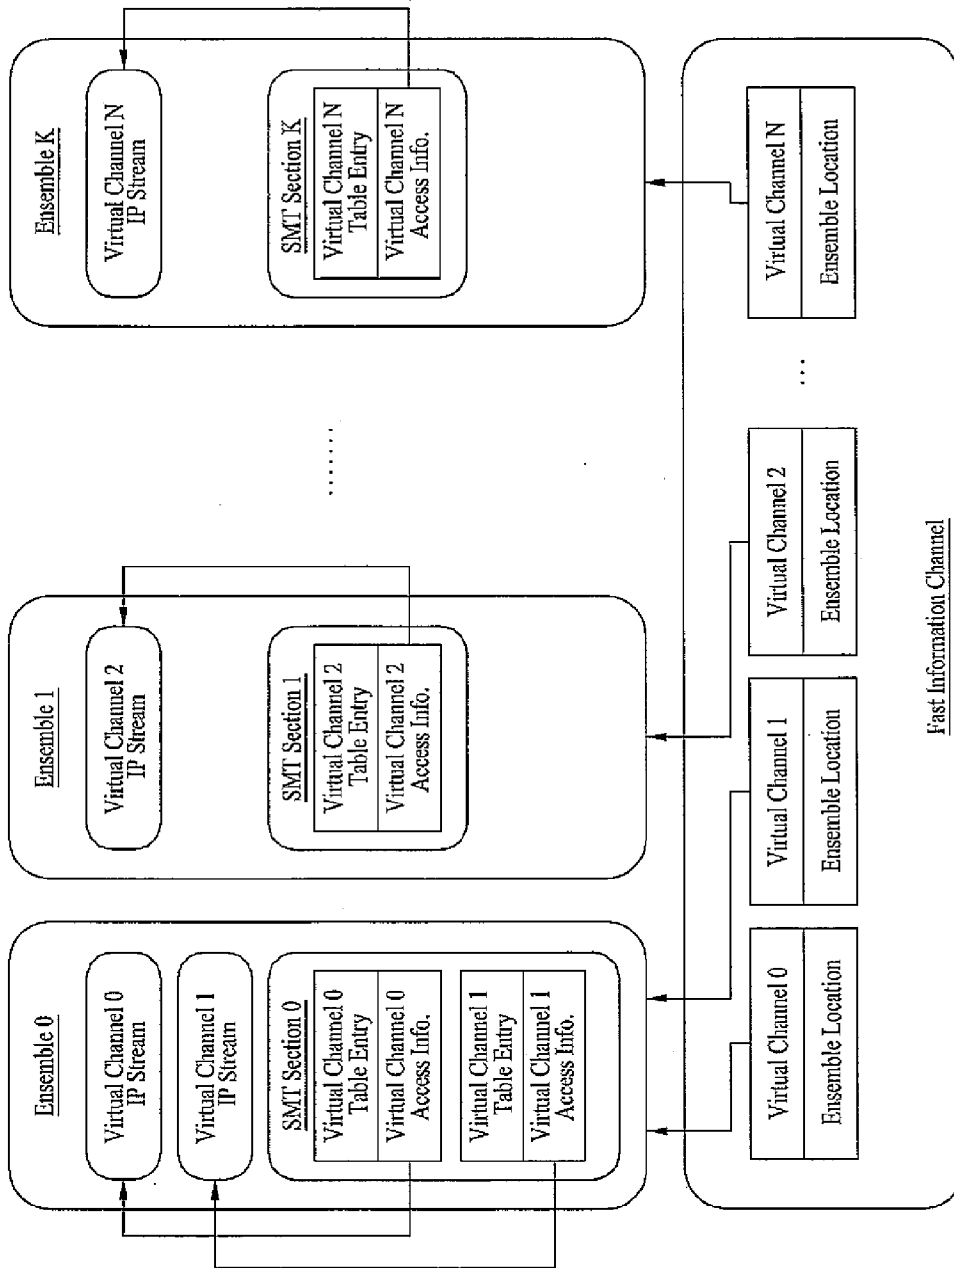 Ensemble 0
Virtual Channel 0
IP Stream
Virtual Channel 1
IP Stream
SMT Section 0
Virtual Channel 0
Table Entry
Virtual Channel 0
Access Info.
Virtual Channel 1
Table Entry
Virtual Channel 1
Access Info.
Ensemble 1
Virtual Channel 2
IP Stream
SMT Section 1
Virtual Channel 2
Table Entry
Virtual Channel 2
Access Info.
.......
Ensemble K
Virtual Channel N
IP Stream
SMT Section K
Virtual Channel N
Table Entry
Virtual Channel N
Access Info.
Virtual Channel 0
Ensemble Location
Virtual Channel 1
Ensemble Location
Virtual Channel 2
Ensemble Location
...
Virtual Channel N
Ensemble Location
Fast Information Channel